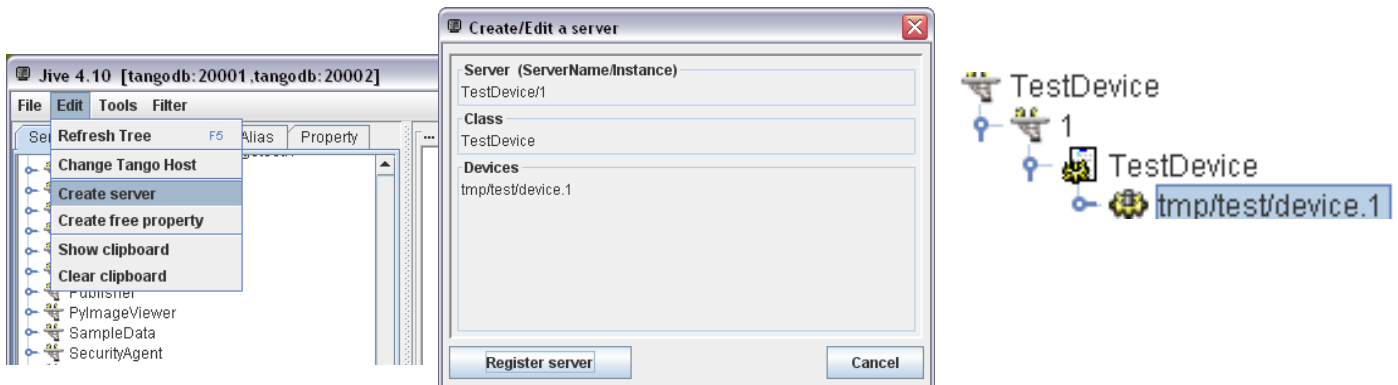 Jive 4.10 [tangodb:20001,tangodb:20002]
File Edit Tools Filter
Alias Property
Refresh Tree F5
Change Tango Host
Create server
Create free property
Show clipboard
Clear clipboard
PyImageViewer
SampleData
SecurityAgent
Create/Edit a server
Server (ServerName/Instance)
TestDevice/1
Class
TestDevice
Devices
tmp/test/device.1
Register server Cancel
TestDevice
1
TestDevice
tmp/test/device.1